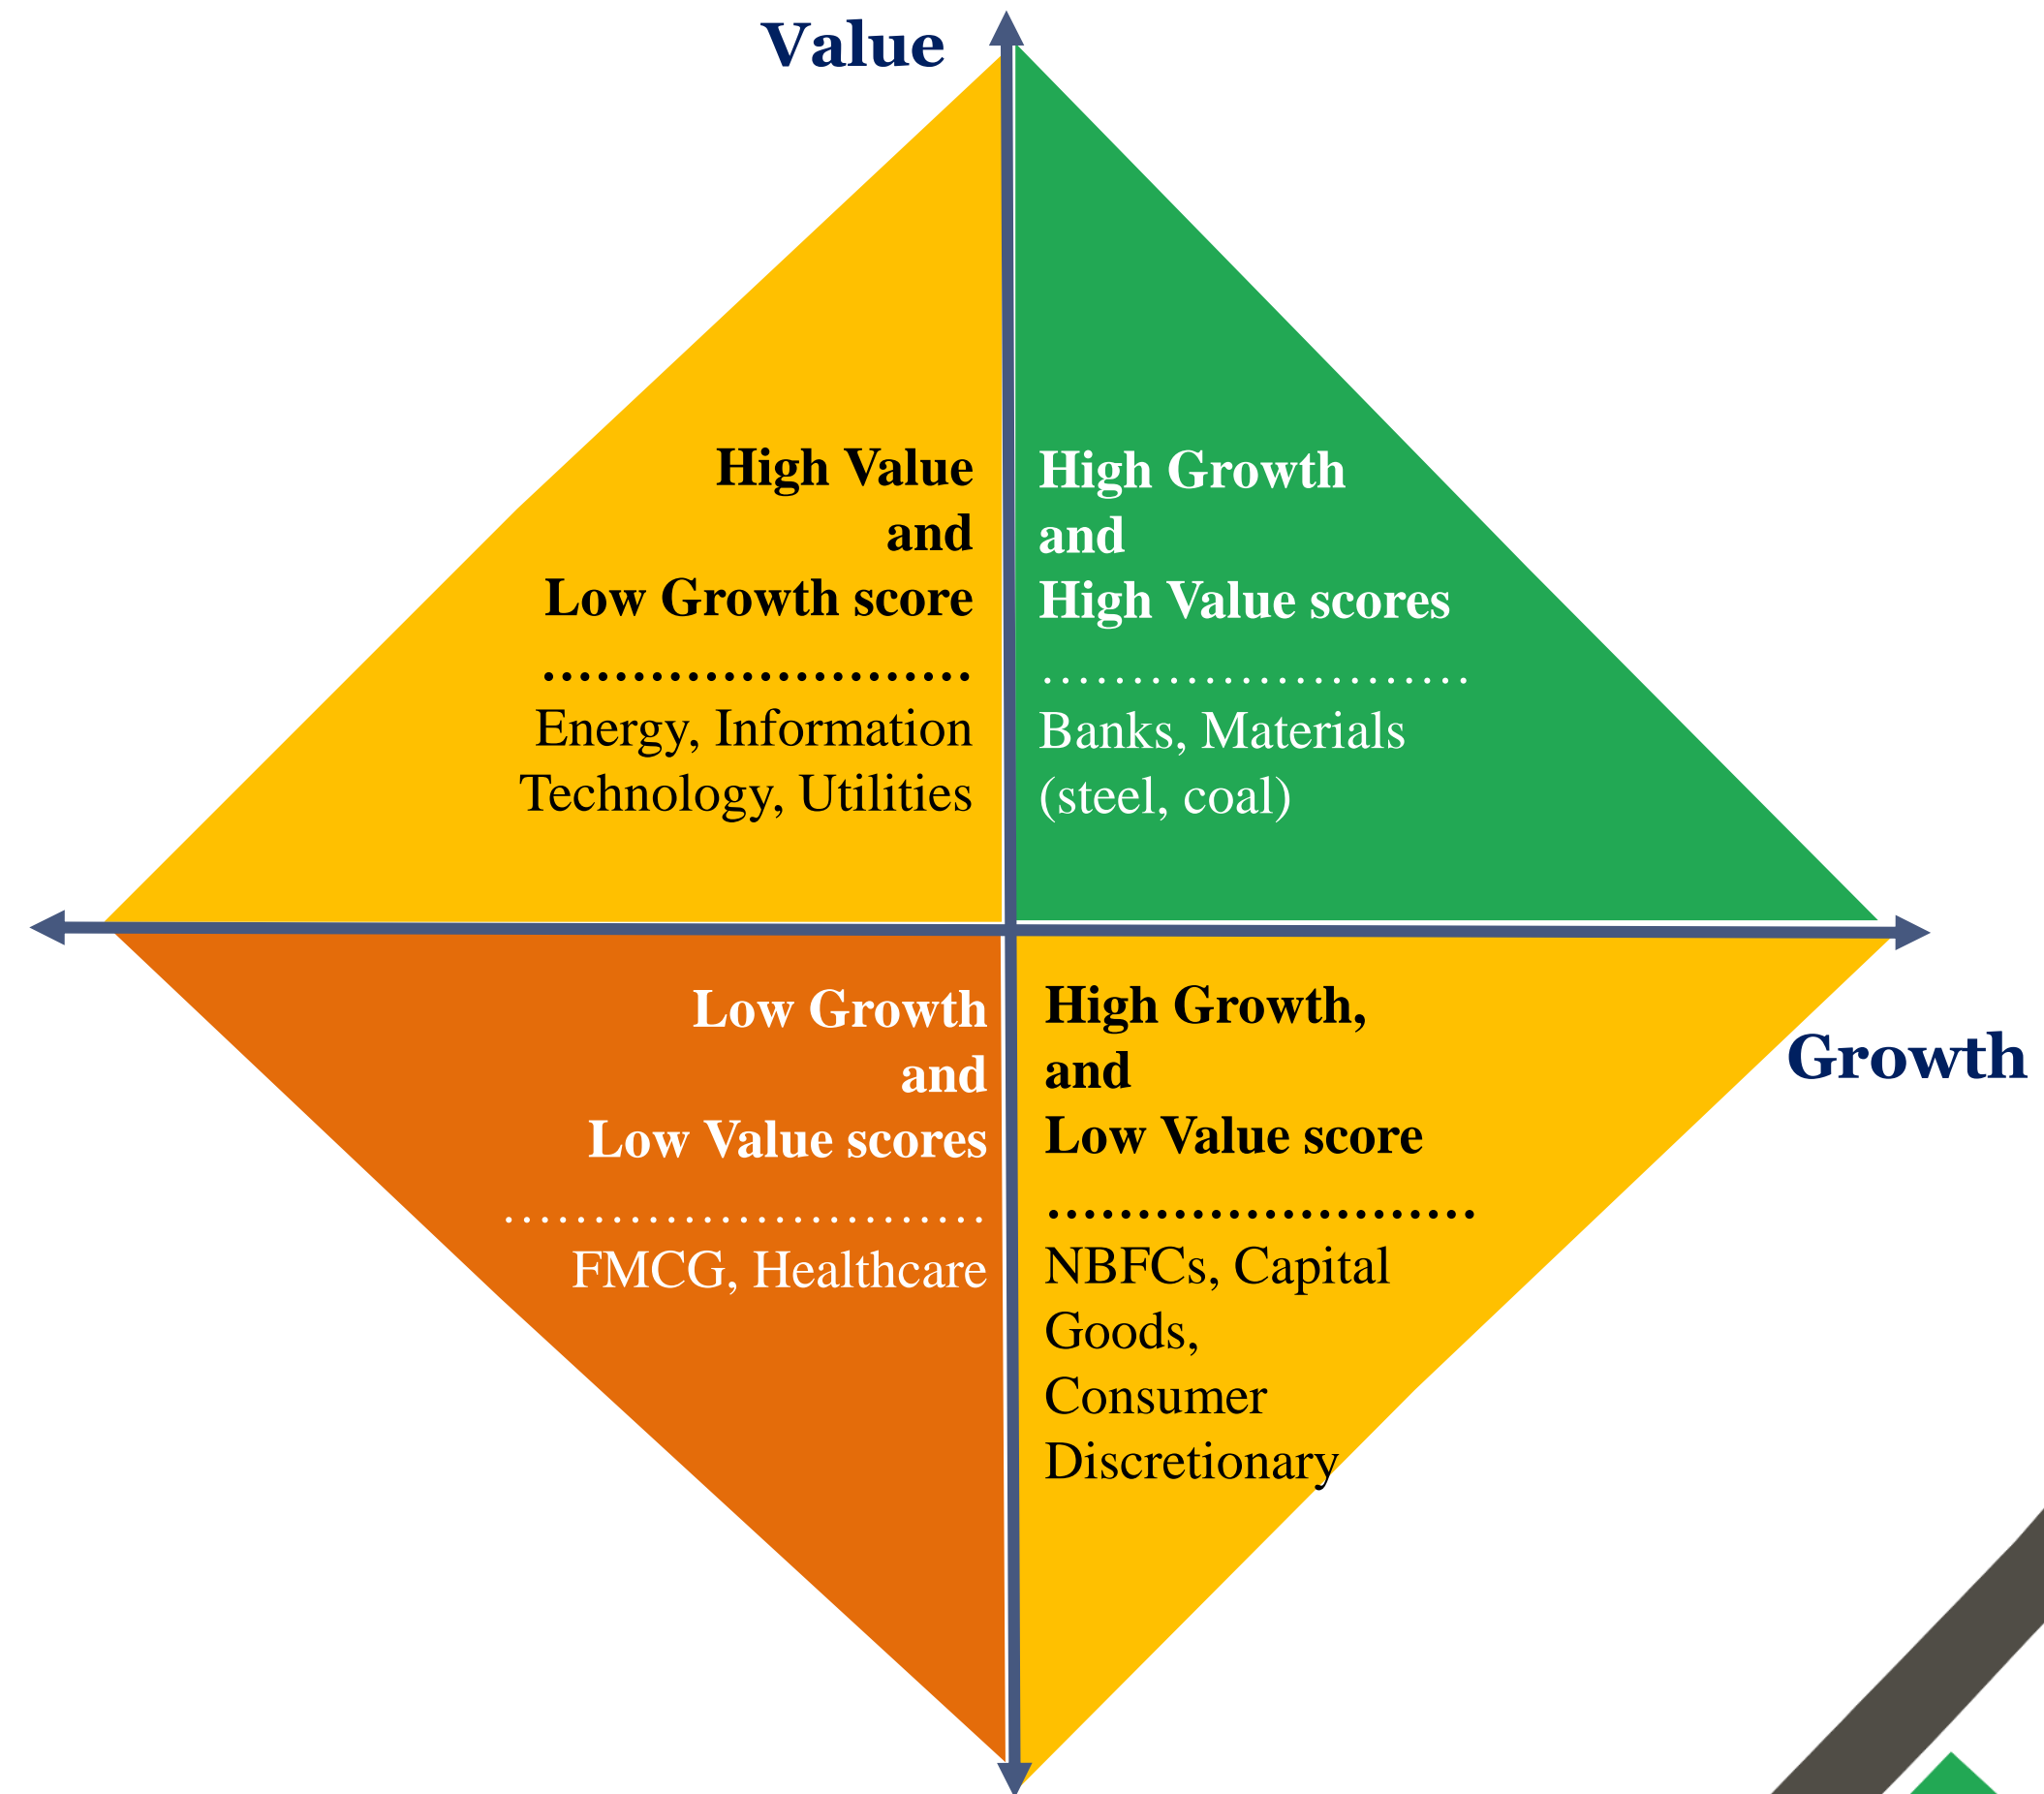 Value
High Value
and
Low Growth score
........................
Energy, Information
Technology, Utilities
High Growth
and
High Value scores
........................
Banks, Materials
(steel, coal)
Low Growth
and
Low Value scores
...........................
FMCG, Healthcare
High Growth,
and
Low Value score
........................
NBFCs, Capital
Goods,
Consumer
Discretionary
Growth